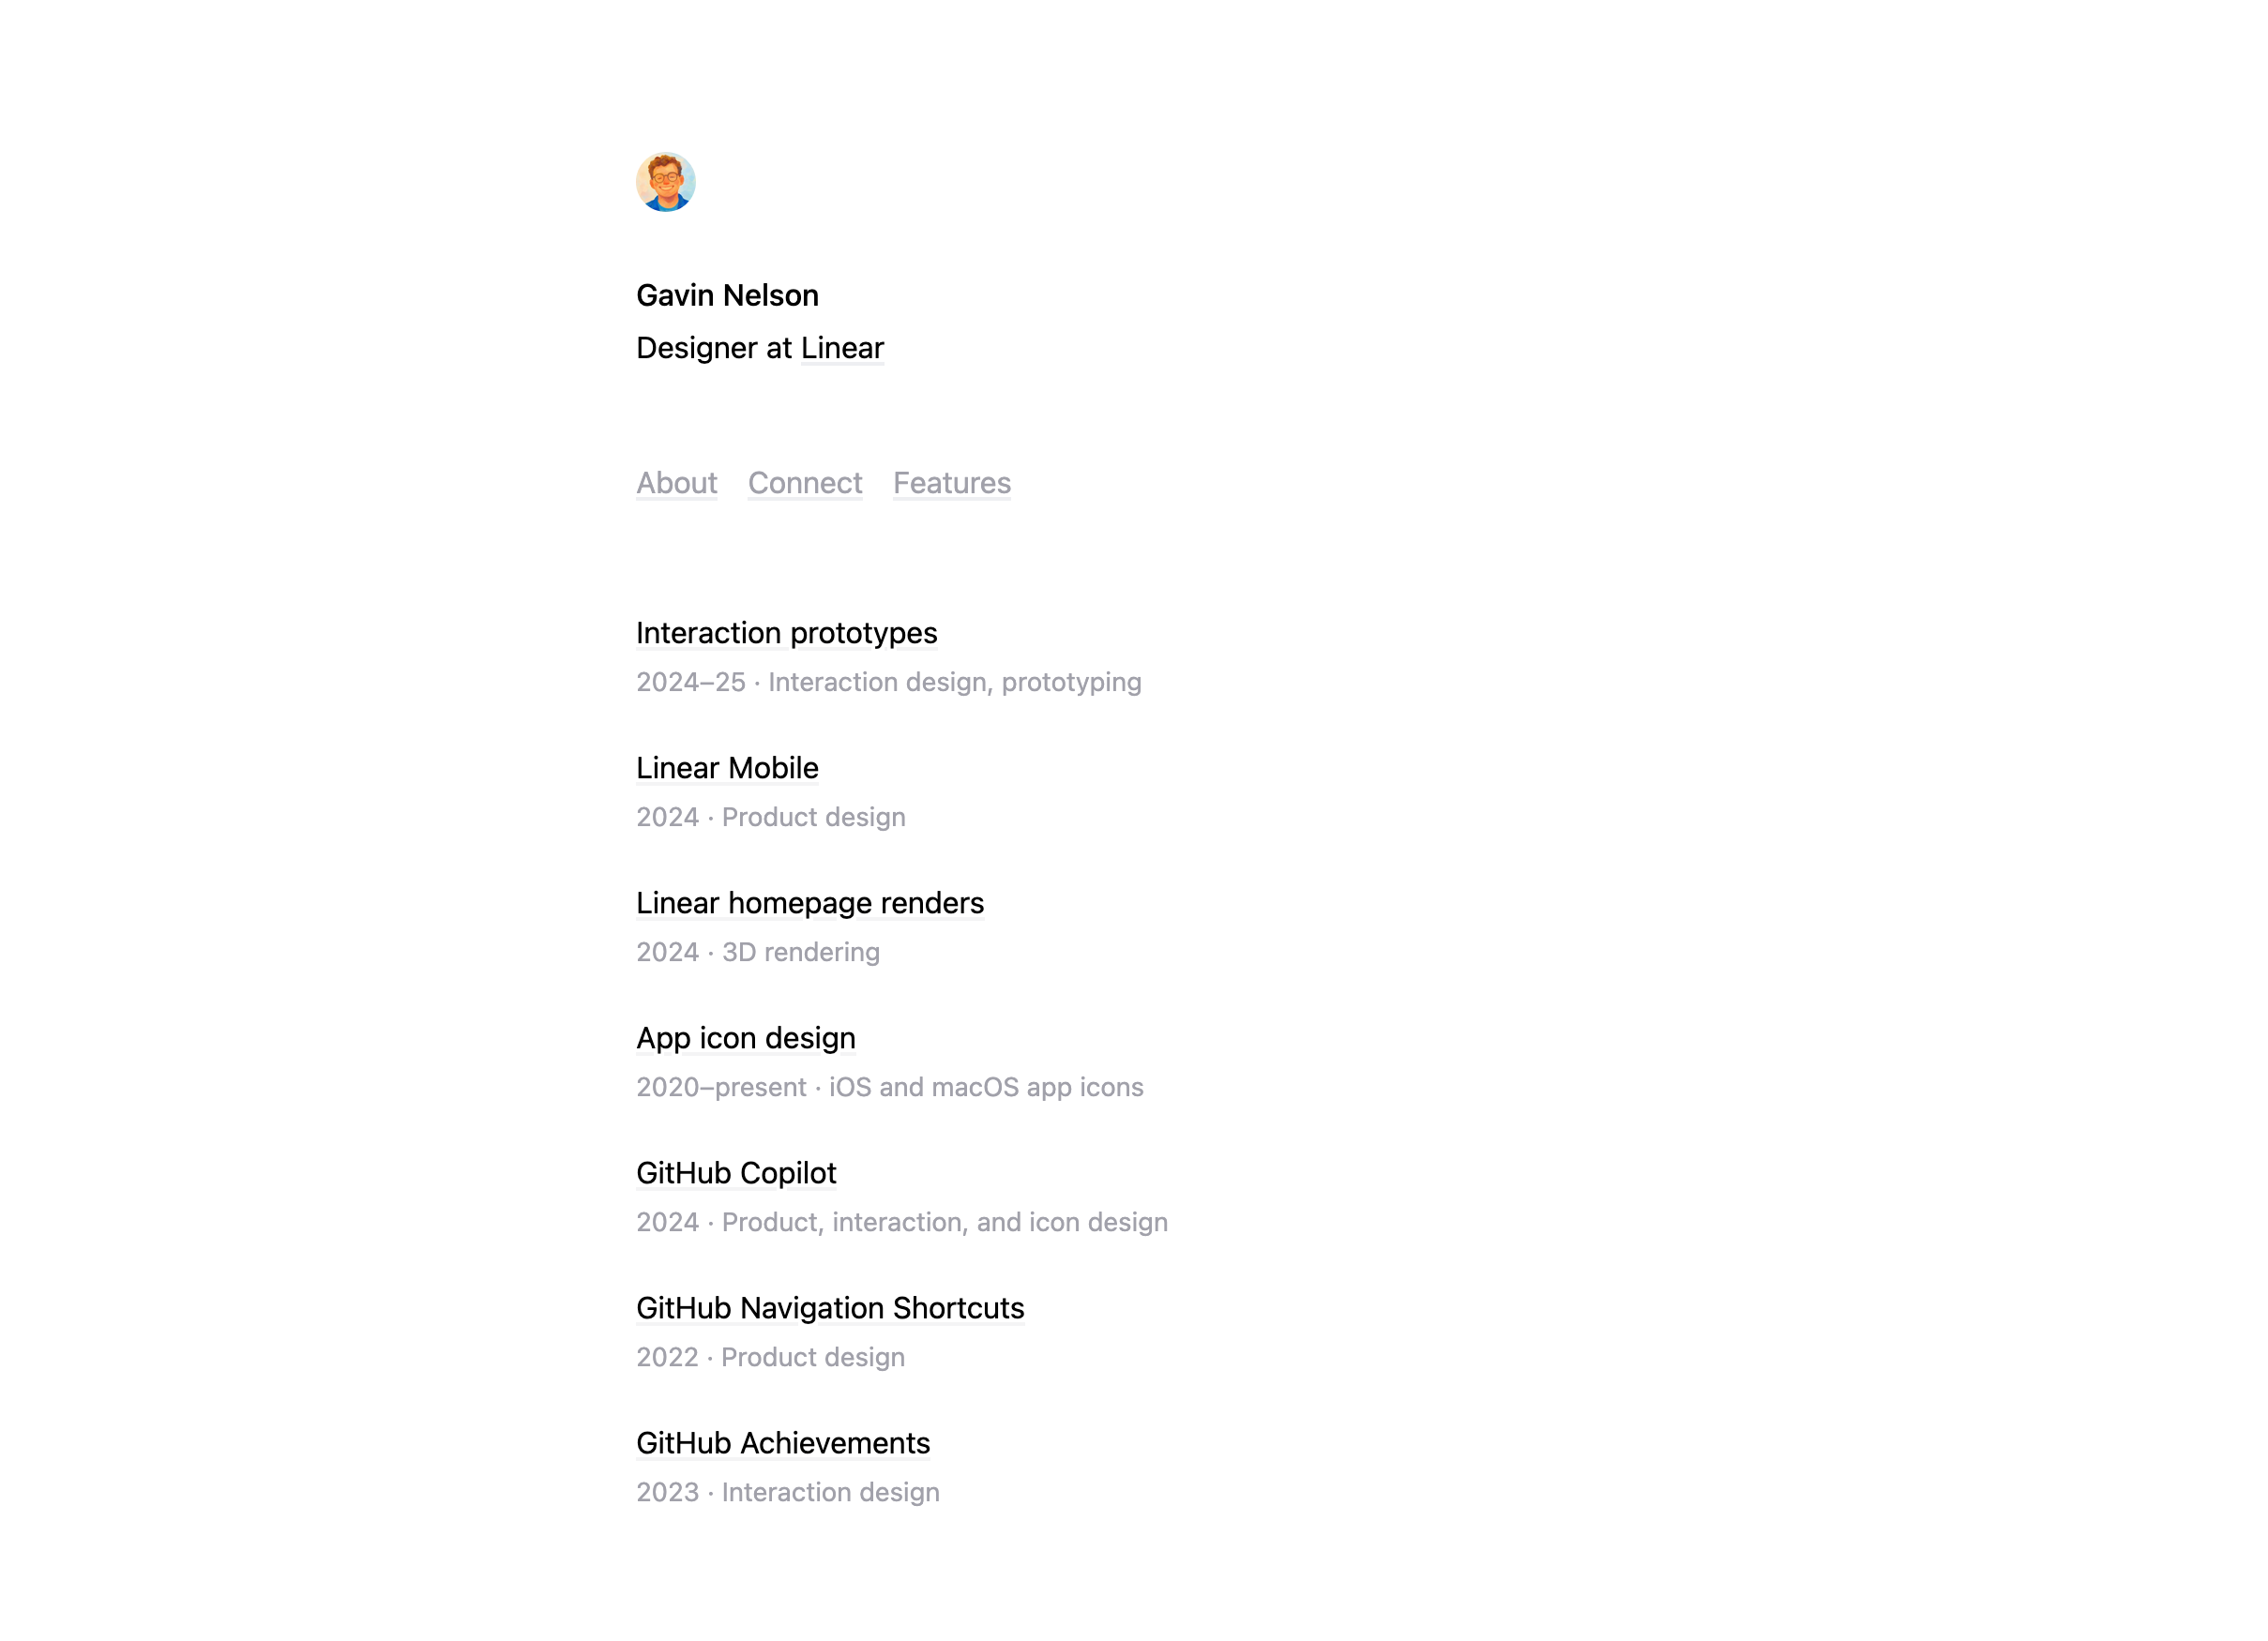 Gavin Nelson
Designer at Linear
About Connect Features
Interaction prototypes
2024–25 · Interaction design, prototyping
Linear Mobile
2024 · Product design
Linear homepage renders
2024 · 3D rendering
App icon design
2020–present · iOS and macOS app icons
GitHub Copilot
2024 · Product, interaction, and icon design
GitHub Navigation Shortcuts
2022 · Product design
GitHub Achievements
2023 · Interaction design